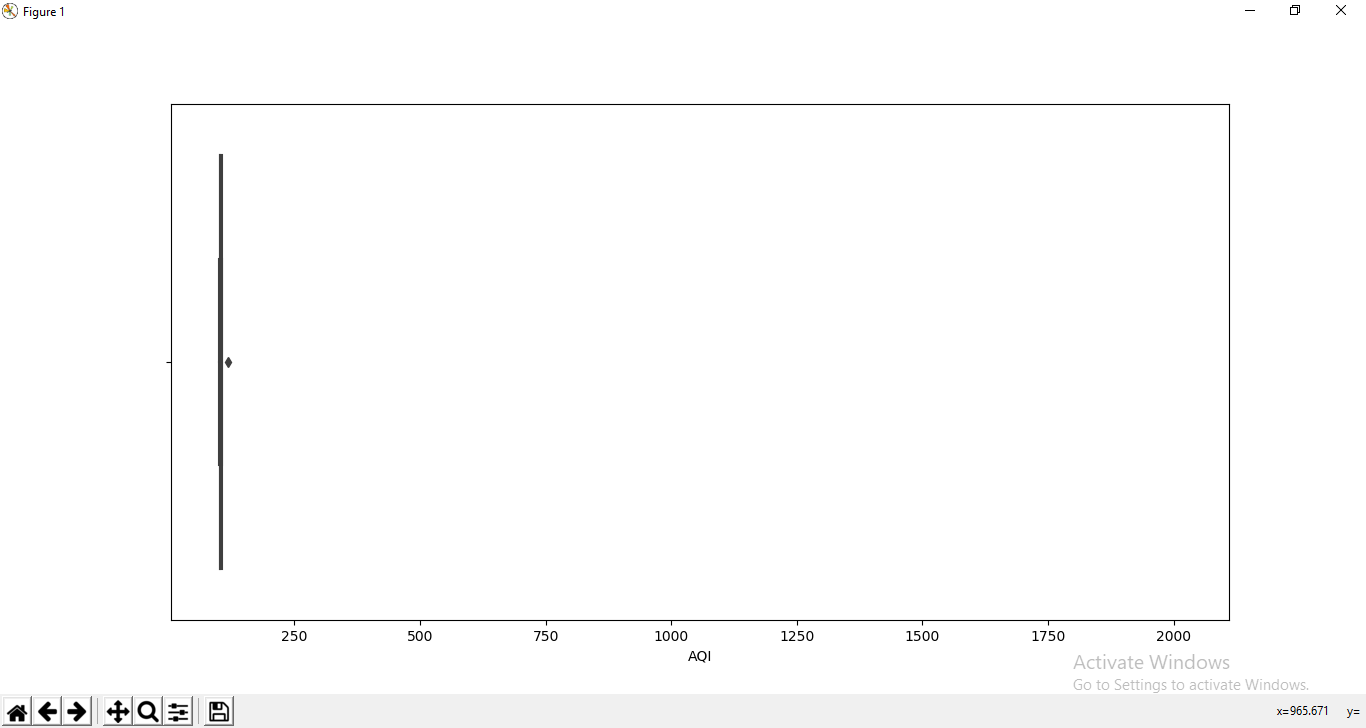 Figure 1
250 500 750 1000 1250 1500 1750 2000
AQI
Activate Windows
Go to Settings to activate Windows.
x=965.671 y=